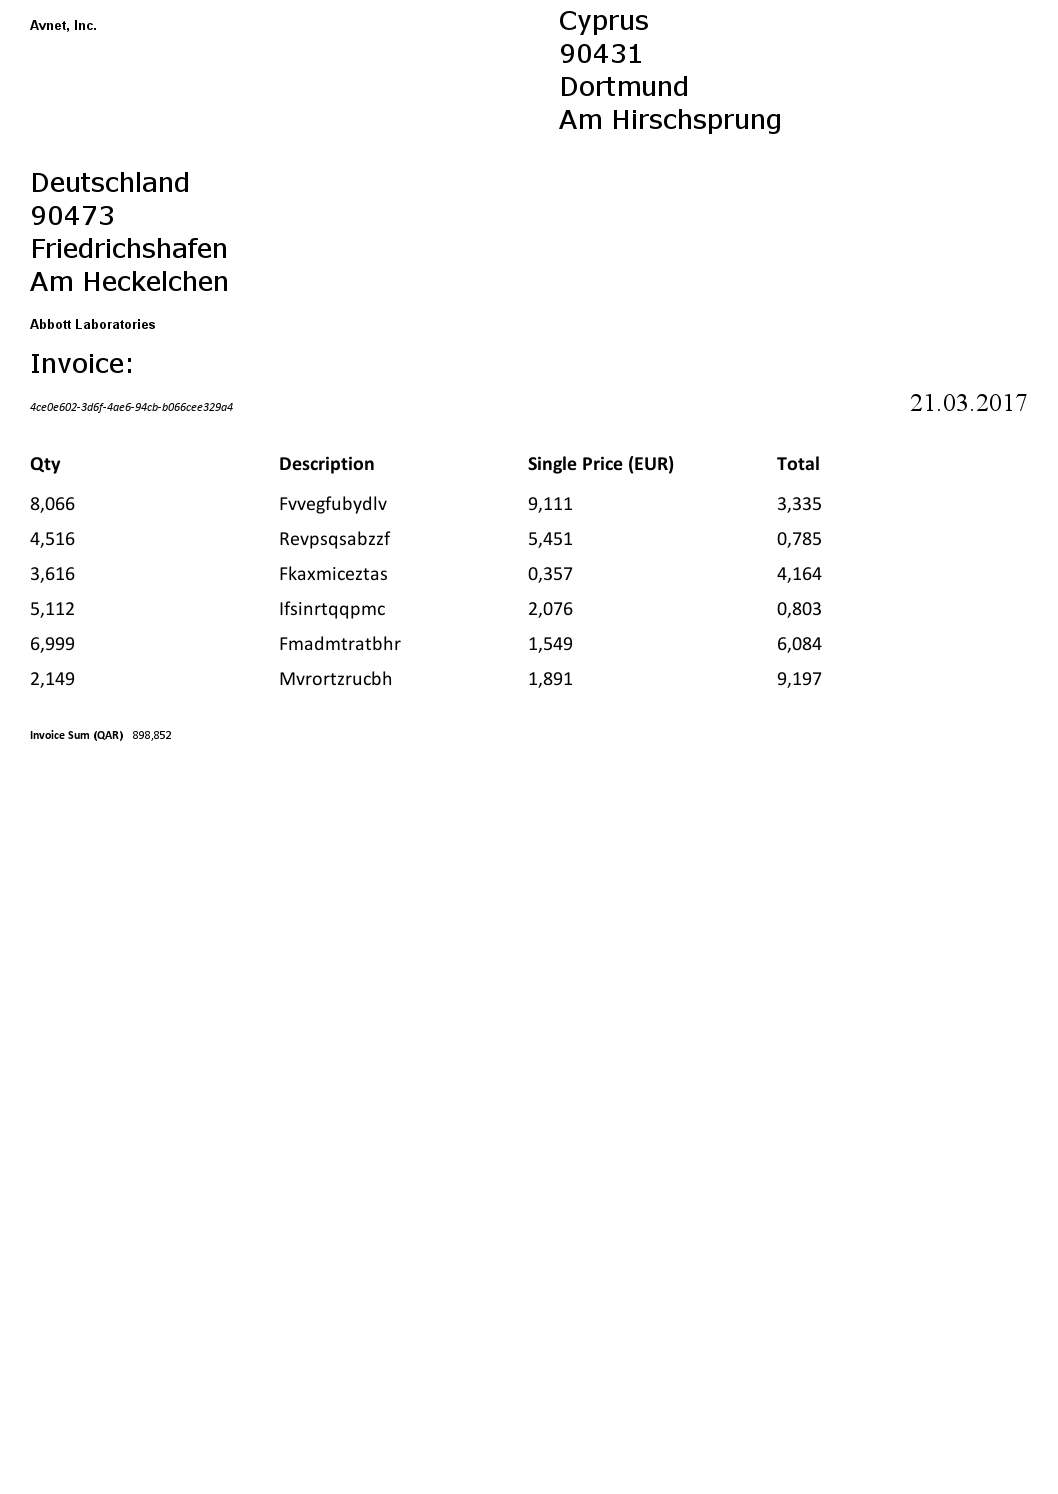 Avnet, Inc.
Cyprus
90431
Dortmund
Am Hirschsprung
Deutschland
90473
Friedrichshafen
Am Heckelchen
Abbott Laboratories
Invoice:
4ce0e602-3d6f-4ae6-94cb-b066cee329a4 21.03.2017
Qty Description Single Price (EUR) Total
8,066 Fvvegfubydlv 9,111 3,335
4,516 Revpsqsabzzf 5,451 0,785
3,616 Fkaxmiceztas 0,357 4,164
5,112 Ifsinrtqqpmc 2,076 0,803
6,999 Fmadmtratbhr 1,549 6,084
2,149 Mvrortzrucbh 1,891 9,197
Invoice Sum (QAR) 898,852